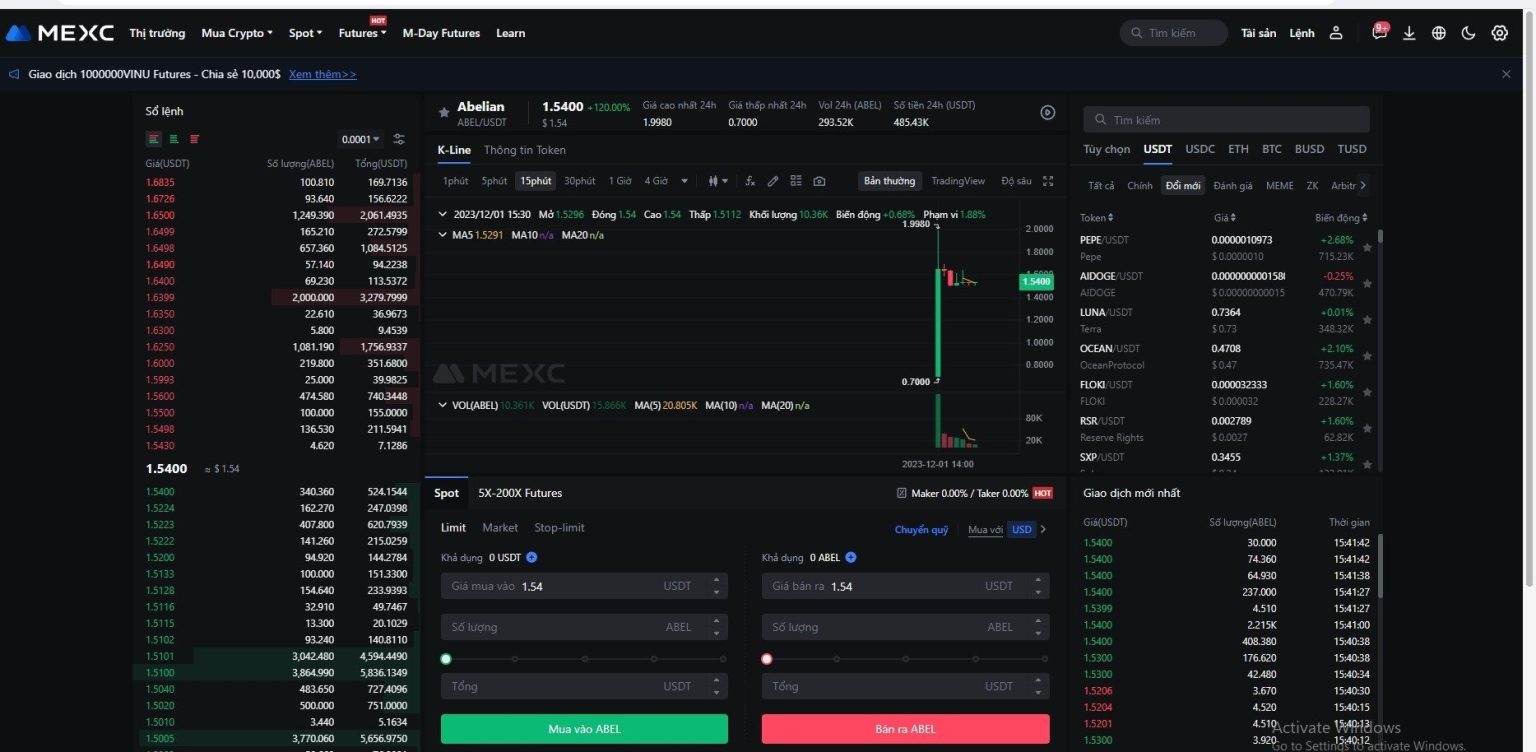 MEXC Thị trường Mua Crypto Spot Futures HOT M-Day Futures Learn Tìm kiếm Tài sản Lệnh 9+
Giao dịch 1000000VINU Futures - Chia sẻ 10,000$ Xem thêm>>
Sổ lệnh
0.0001
Giá(USDT) Số lượng(ABEL) Tổng(USDT)
1.6835 100.810 169.7136
1.6726 93.640 156.6222
1.6500 1,249.390 2,061.4935
1.6499 165.210 272.5799
1.6498 657.360 1,084.5125
1.6490 57.140 94.2238
1.6400 69.230 113.5372
1.6399 2,000.000 3,279.7999
1.6350 22.610 36.9673
1.6300 5.800 9.4539
1.6250 1,081.190 1,756.9337
1.6000 219.800 351.6800
1.5993 25.000 39.9825
1.5600 474.580 740.3448
1.5500 100.000 155.0000
1.5498 136.530 211.5941
1.5430 4.620 7.1286
1.5400 ≈ $ 1.54
1.5400 340.360 524.1544
1.5224 162.270 247.0398
1.5223 407.800 620.7939
1.5222 141.260 215.0259
1.5200 94.920 144.2784
1.5133 100.000 151.3300
1.5128 154.640 233.9393
1.5116 32.910 49.7467
1.5115 13.300 20.1029
1.5102 93.240 140.8110
1.5101 3,042.480 4,594.4490
1.5100 3,864.990 5,836.1349
1.5040 483.650 727.4096
1.5020 500.000 751.0000
1.5010 3.440 5.1634
1.5005 3,770.060 5,656.9750
Abelian
ABEL/USDT
1.5400 +120.00%
$ 1.54
Giá cao nhất 24h
1.9980
Giá thấp nhất 24h
0.7000
Vol 24h (ABEL)
293.52K
Số tiền 24h (USDT)
485.43K
K-Line Thông tin Token
1phút 5phút 15phút 30phút 1 Giờ 4 Giờ Bản thường TradingView Độ sâu
2023/12/01 15:30 Mở 1.5296 Đóng 1.54 Cao 1.54 Thấp 1.5112 Khối lượng 10.36K Biến động +0.68% Phạm vi 1.88%
MA5 1.5291 MA10 n/a MA20 n/a
1.9980
2.0000
1.8000
1.5400
1.4000
1.2000
1.0000
0.8000
0.7000
MEXC
VOL(ABEL) 10.361K VOL(USDT) 15.866K MA(5) 20.805K MA(10) n/a MA(20) n/a
80K
20K
2023-12-01 14:00
Spot 5X-200X Futures Maker 0.00% / Taker 0.00% HOT
Limit Market Stop-limit Chuyển quỹ Mua với USD
Khả dụng 0 USDT
Giá mua vào 1.54 USDT
Số lượng ABEL
Tổng USDT
Mua vào ABEL
Khả dụng 0 ABEL
Giá bán ra 1.54 USDT
Số lượng ABEL
Tổng USDT
Bán ra ABEL
Tìm kiếm
Tùy chọn USDT USDC ETH BTC BUSD TUSD
Tất cả Chính Đổi mới Đánh giá MEME ZK Arbitr
Token Giá Biến động
PEPE/USDT 0.0000010973 +2.68%
Pepe $ 0.0000010 715.23K
AIDOGE/USDT 0.000000000158 -0.25%
AIDOGE $ 0.00000000015 470.79K
LUNA/USDT 0.7364 +0.01%
Terra $ 0.73 348.32K
OCEAN/USDT 0.4708 +2.10%
OceanProtocol $ 0.47 735.47K
FLOKI/USDT 0.000032333 +1.60%
FLOKI $ 0.000032 228.27K
RSR/USDT 0.002789 +1.60%
Reserve Rights $ 0.0027 62.82K
SXP/USDT 0.3455 +1.37%
Giao dịch mới nhất
Giá(USDT) Số lượng(ABEL) Thời gian
1.5400 30.000 15:41:42
1.5400 74.360 15:41:42
1.5400 64.930 15:41:38
1.5400 237.000 15:41:27
1.5399 4.510 15:41:27
1.5400 2.215K 15:41:00
1.5400 408.380 15:40:38
1.5300 176.620 15:40:38
1.5300 42.480 15:40:34
1.5206 3.670 15:40:30
1.5204 4.520 15:40:15
1.5201 4.510 15:40:13
1.5300 3.920 15:40:12
Activate Windows
Go to Settings to activate Windows.